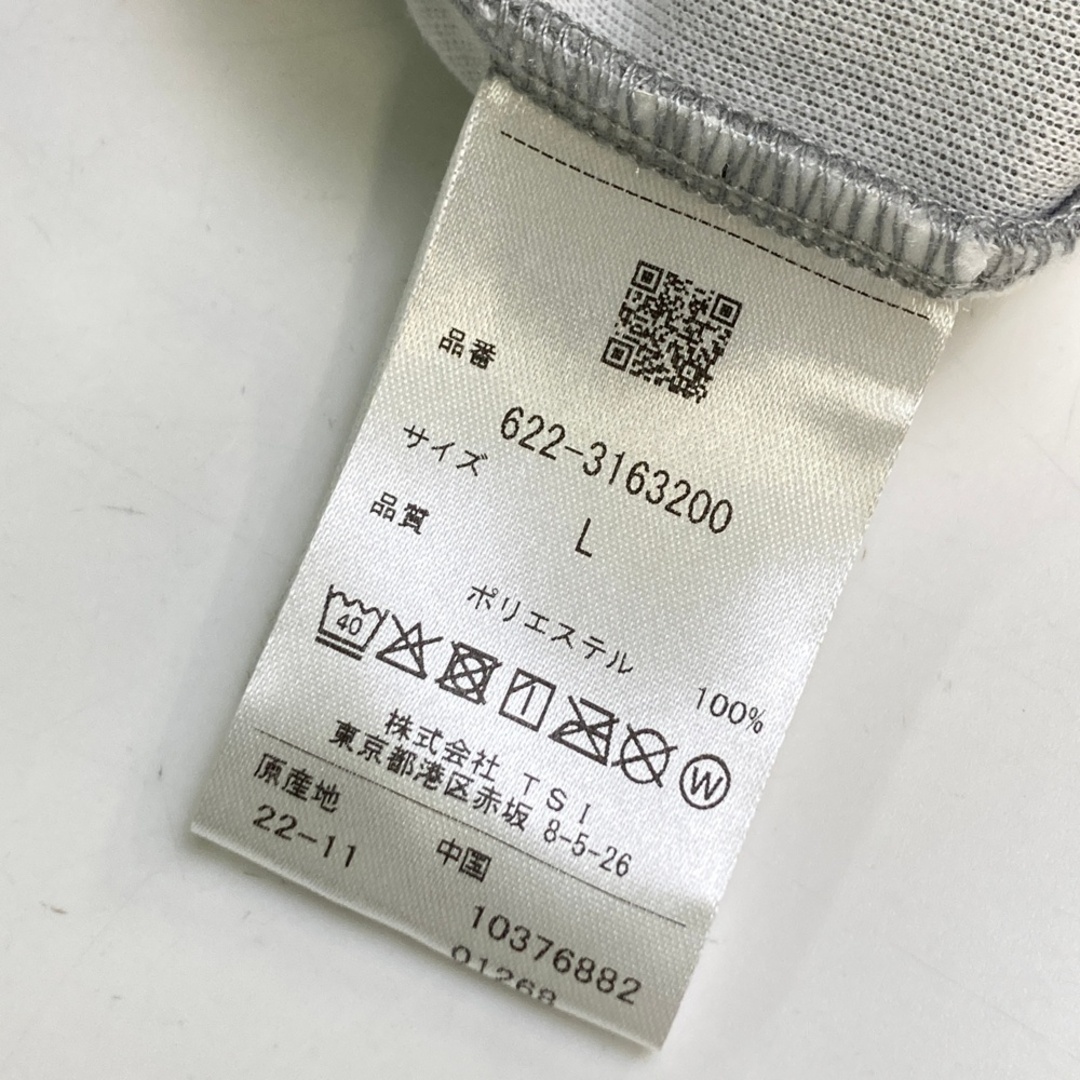 品番
622-3163200
サイズ
L
品質
ポリエステル 100%
40
W
株式会社 TSI
東京都港区赤坂 8-5-26
原産地 中国
22-11 10376882
01268